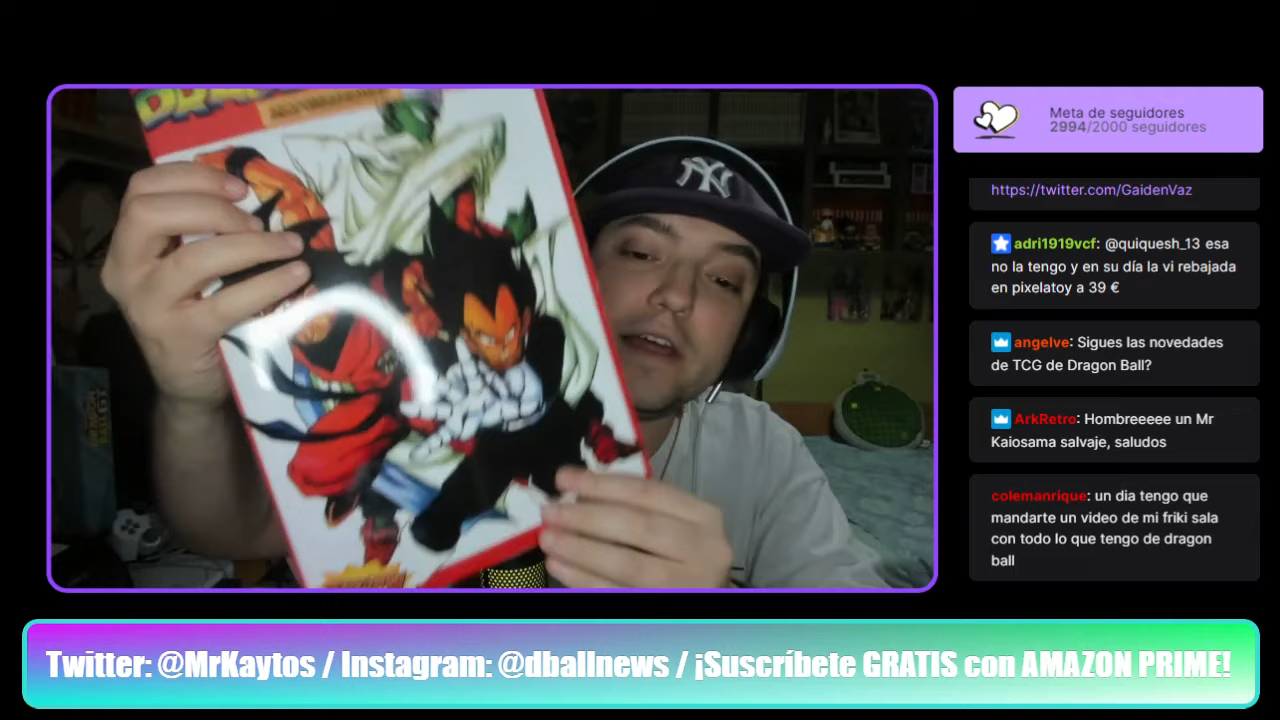 Meta de seguidores
2994/2000 seguidores
https://twitter.com/GaidenVaz
adri1919vcf: @quiquesh_13 esa
no la tengo y en su día la vi rebajada
en pixelatoy a 39 €
angelve: Sigues las novedades
de TCG de Dragon Ball?
ArkRetro: Hombreeeee un Mr
Kaiosama salvaje, saludos
colemanrique: un dia tengo que
mandarte un video de mi friki sala
con todo lo que tengo de dragon
ball
NY
Twitter: @MrKaytos / Instagram: @dballnews / ¡Suscríbete GRATIS con AMAZON PRIME!